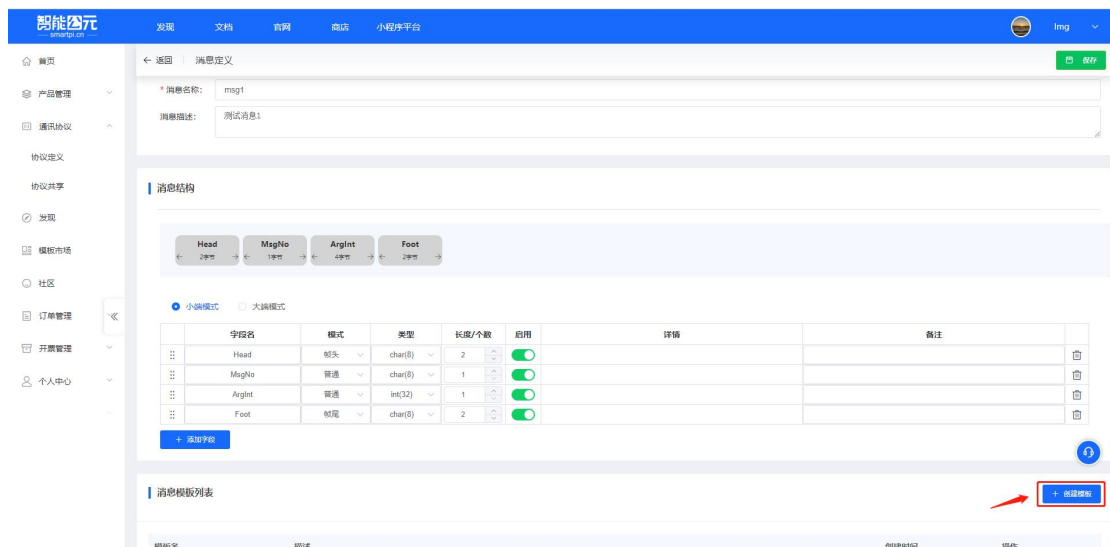 智能公元 发现 文档 官网 商店 小程序平台 lmg
smartpi.cn
首页 返回 消息定义 保存
产品管理 * 消息名称: msg1
通讯协议 消息描述: 测试消息1
协议定义
协议共享 消息结构
发现
模板市场 Head MsgNo ArgInt Foot
2字节 1字节 4字节 2字节
社区
订单管理 小端模式 大端模式
字段名 模式 类型 长度/个数 启用 详情 备注
开票管理 Head 帧头 char(8) 2
MsgNo 普通 char(8) 1
个人中心 ArgInt 普通 int(32) 1
Foot 帧尾 char(8) 2
+ 添加字段
消息模板列表 + 创建模板
模板名 描述 创建时间 操作